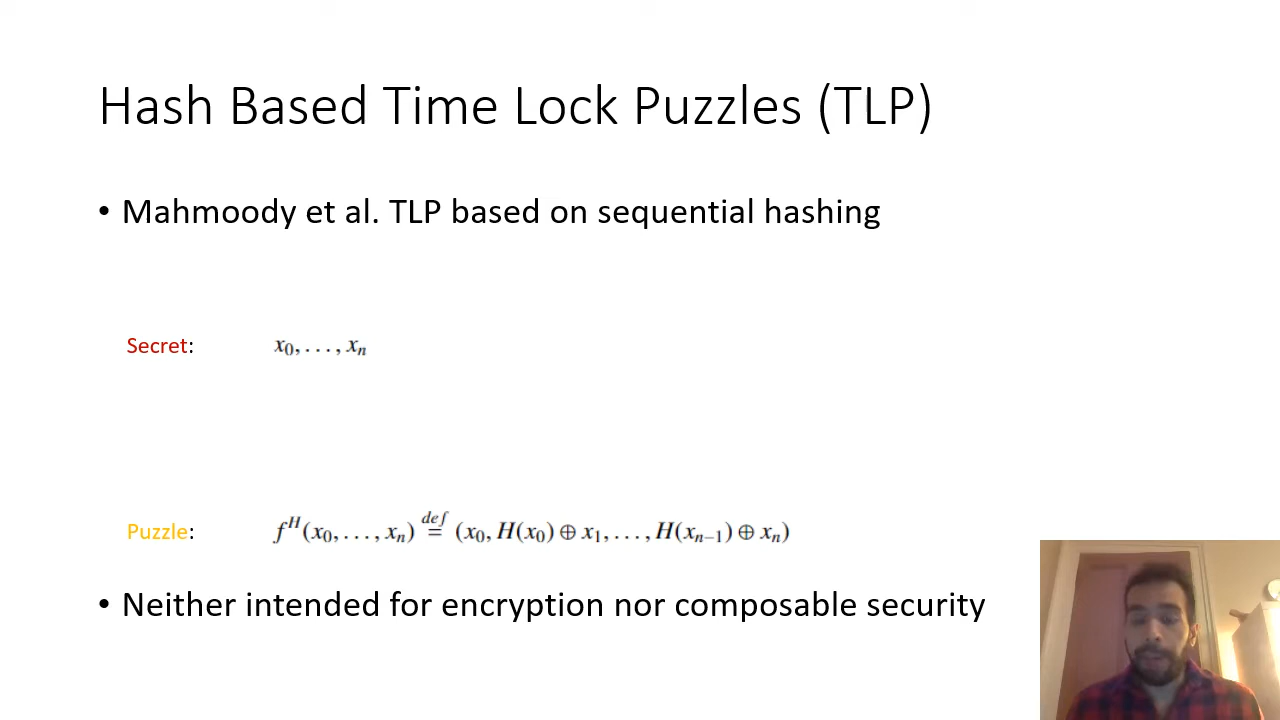 Hash Based Time Lock Puzzles (TLP)
• Mahmoody et al. TLP based on sequential hashing
Secret: x₀, . . . , xₙ
Puzzle: fᴴ(x₀, . . . , xₙ) ≝ (x₀, H(x₀) ⊕ x₁, . . . , H(xₙ₋₁) ⊕ xₙ)
• Neither intended for encryption nor composable security